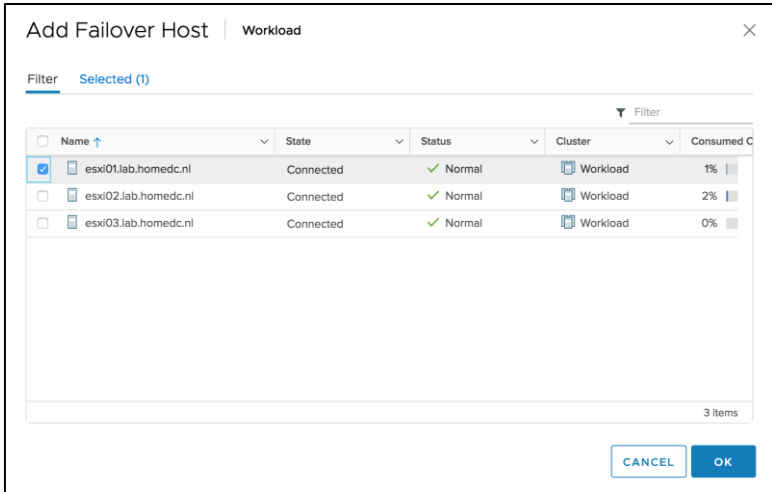 Add Failover Host Workload
Filter Selected (1)
Filter
Name State Status Cluster Consumed C
esxi01.lab.homedc.nl Connected Normal Workload 1%
esxi02.lab.homedc.nl Connected Normal Workload 2%
esxi03.lab.homedc.nl Connected Normal Workload 0%
3 items
CANCEL OK